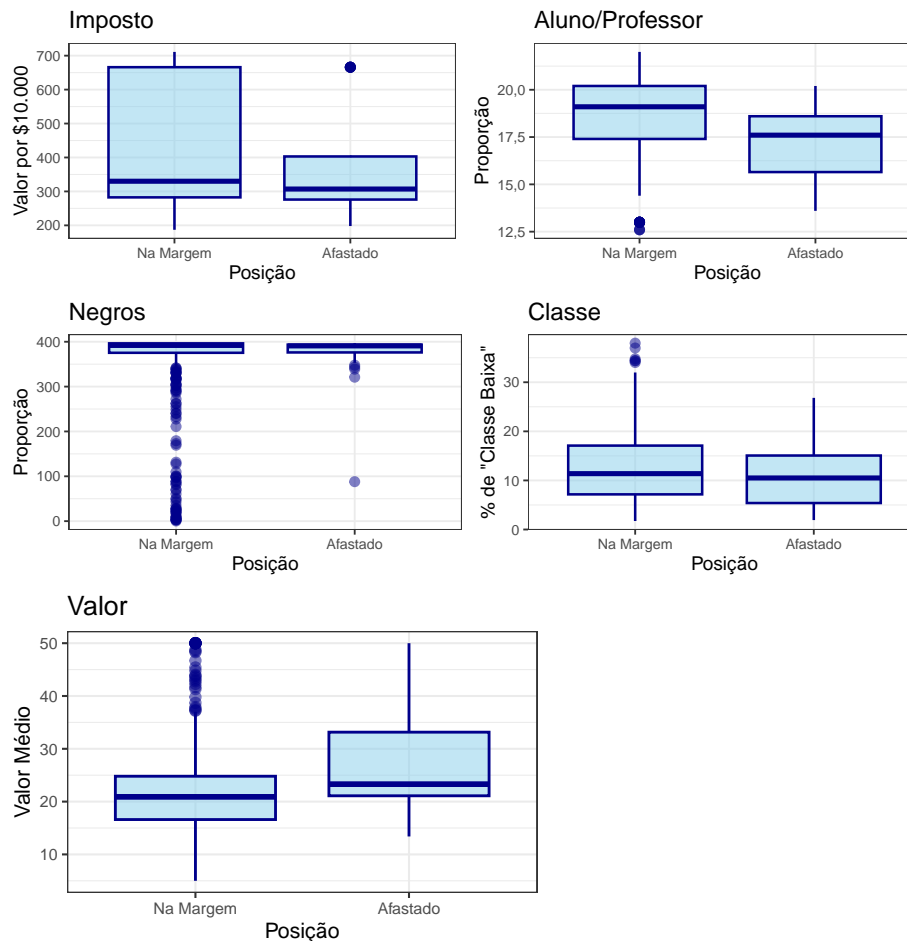 Imposto
Valor por $10.000
700
600
500
400
300
200
Na Margem
Afastado
Posição
Aluno/Professor
Proporção
20,0
17,5
15,0
12,5
Na Margem
Afastado
Posição
Negros
Proporção
400
300
200
100
0
Na Margem
Afastado
Posição
Classe
% de "Classe Baixa"
30
20
10
0
Na Margem
Afastado
Posição
Valor
Valor Médio
50
40
30
20
10
Na Margem
Afastado
Posição